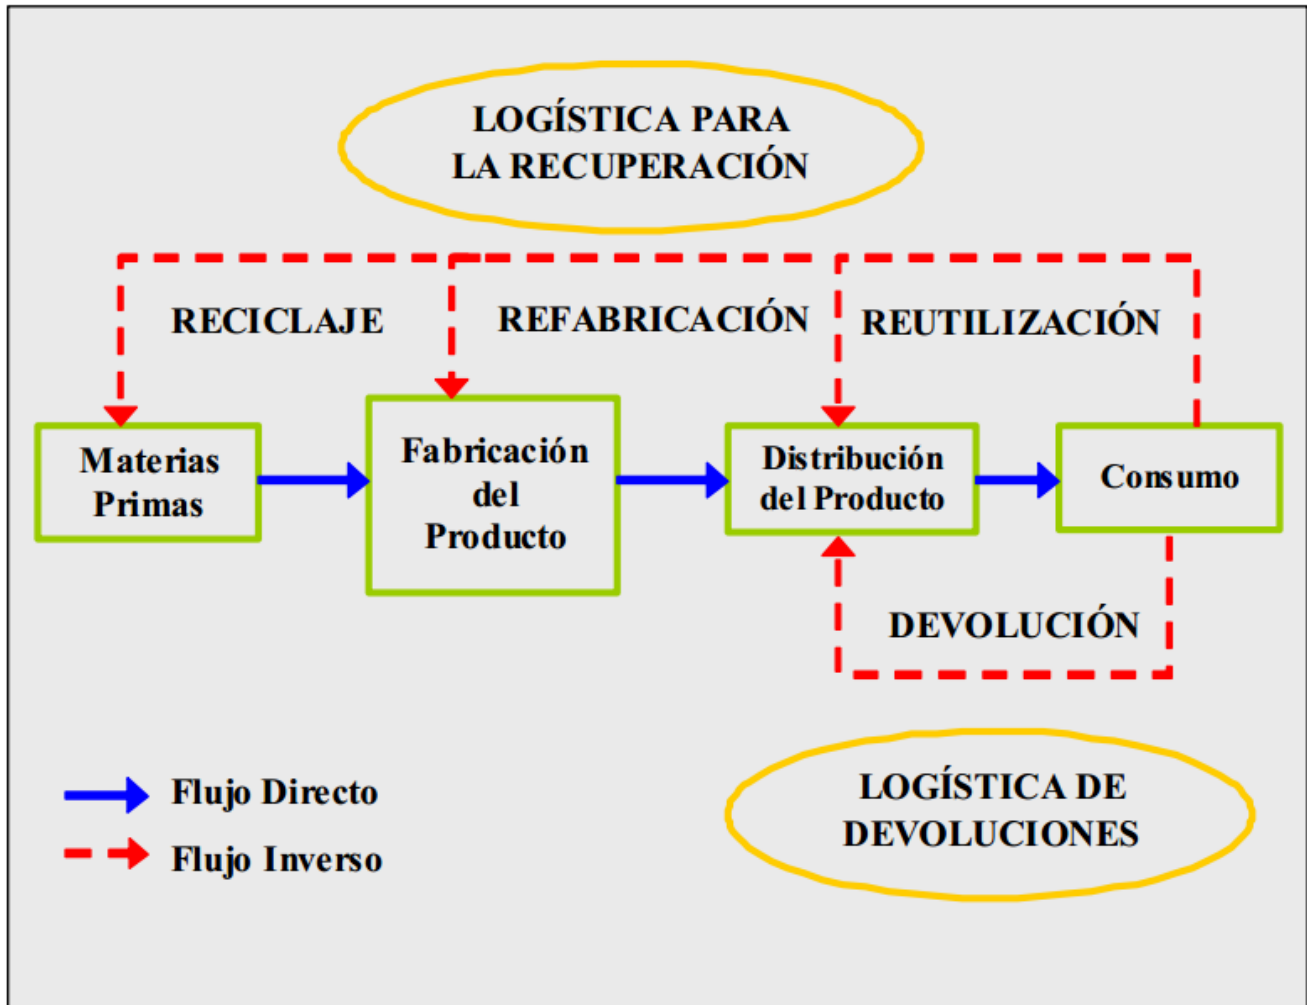 LOGÍSTICA PARA
LA RECUPERACIÓN
RECICLAJE
REFABRICACIÓN
REUTILIZACIÓN
Materias
Primas
Fabricación
del
Producto
Distribución
del Producto
Consumo
DEVOLUCIÓN
LOGÍSTICA DE
DEVOLUCIONES
Flujo Directo
Flujo Inverso